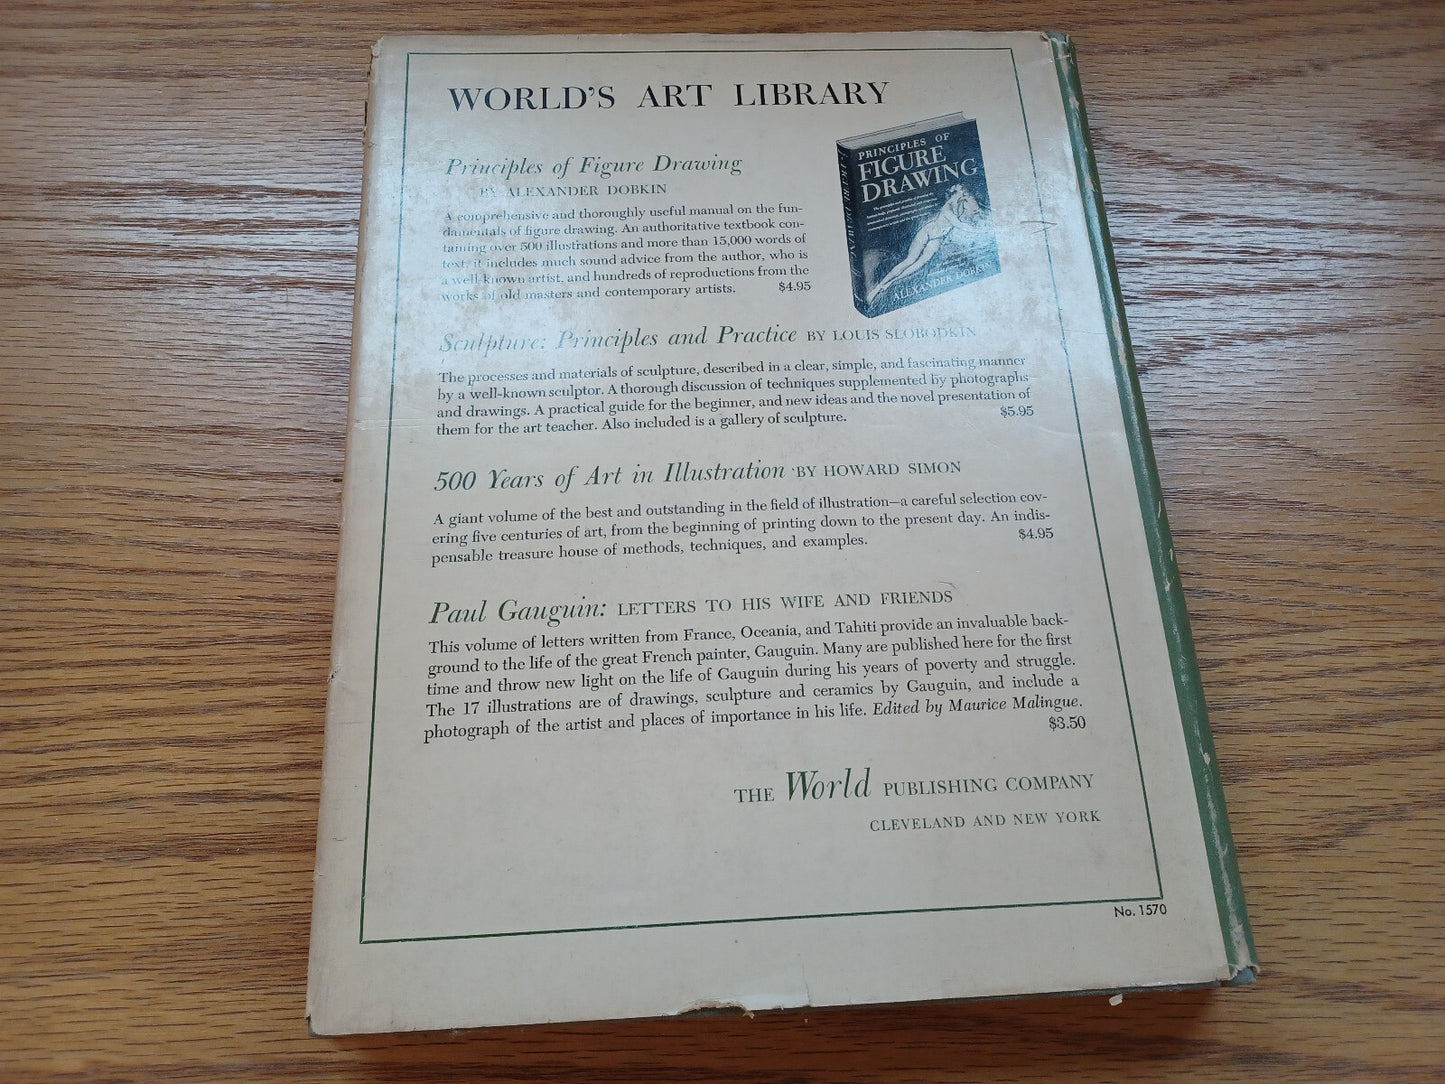 WORLD'S ART LIBRARY
Principles of Figure Drawing
BY ALEXANDER DOBKIN
A comprehensive and thoroughly useful manual on the fun-
damentals of figure drawing. An authoritative textbook con-
taining over 500 illustrations and more than 15,000 words of
text, it includes much sound advice from the author, who is
a well-known artist, and hundreds of reproductions from the
works of old masters and contemporary artists. $4.95
PRINCIPLES OF
FIGURE
DRAWING
ALEXANDER DOBKIN
Sculpture: Principles and Practice BY LOUIS SLOBODKIN
The processes and materials of sculpture, described in a clear, simple, and fascinating manner
by a well-known sculptor. A thorough discussion of techniques supplemented by photographs
and drawings. A practical guide for the beginner, and new ideas and the novel presentation of
them for the art teacher. Also included is a gallery of sculpture. $5.95
500 Years of Art in Illustration BY HOWARD SIMON
A giant volume of the best and outstanding in the field of illustration—a careful selection cov-
ering five centuries of art, from the beginning of printing down to the present day. An indis-
pensable treasure house of methods, techniques, and examples. $4.95
Paul Gauguin: LETTERS TO HIS WIFE AND FRIENDS
This volume of letters written from France, Oceania, and Tahiti provide an invaluable back-
ground to the life of the great French painter, Gauguin. Many are published here for the first
time and throw new light on the life of Gauguin during his years of poverty and struggle.
The 17 illustrations are of drawings, sculpture and ceramics by Gauguin, and include a
photograph of the artist and places of importance in his life. Edited by Maurice Malingue.
$3.50
THE World PUBLISHING COMPANY
CLEVELAND AND NEW YORK
No. 1570